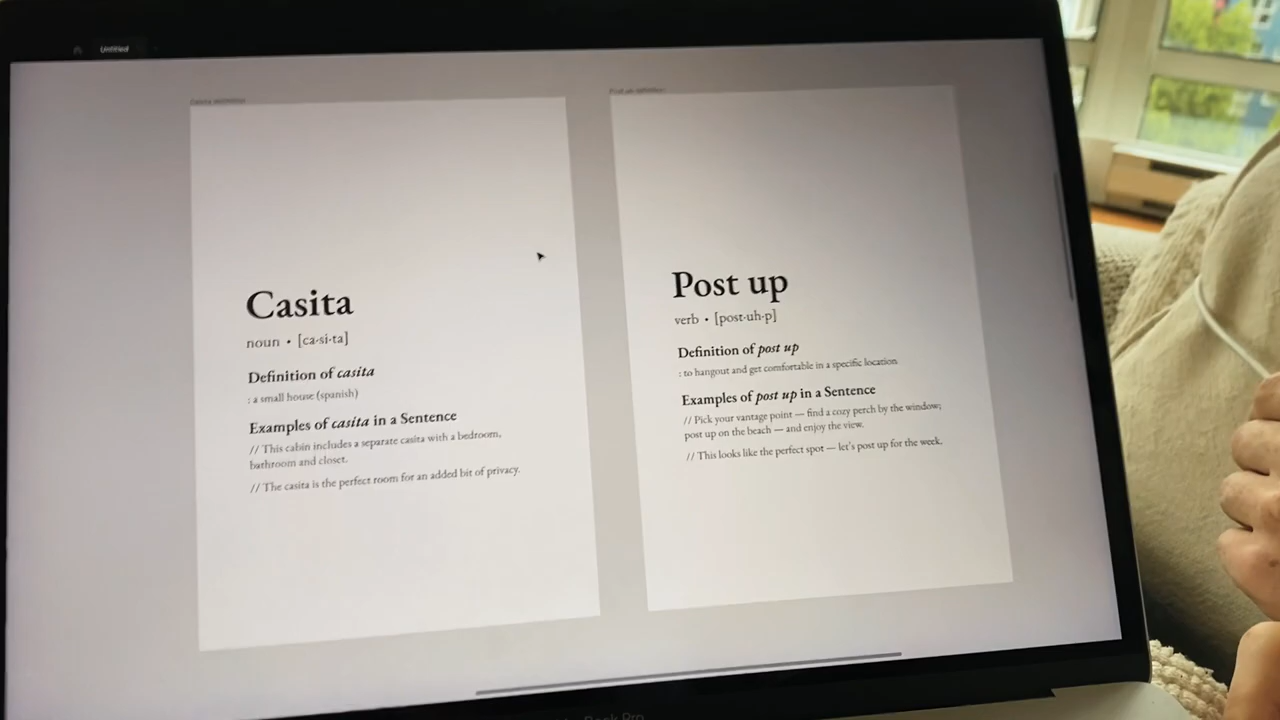 Untitled
Casita
noun • [ca·si·ta]
Definition of casita
: a small house (spanish)
Examples of casita in a Sentence
// This cabin includes a separate casita with a bedroom,
bathroom and closet.
// The casita is the perfect room for an added bit of privacy.
Post up
verb • [post·uh·p]
Definition of post up
: to hangout and get comfortable in a specific location
Examples of post up in a Sentence
// Pick your vantage point — find a cozy perch by the window;
post up on the beach — and enjoy the view.
// This looks like the perfect spot — let's post up for the week.